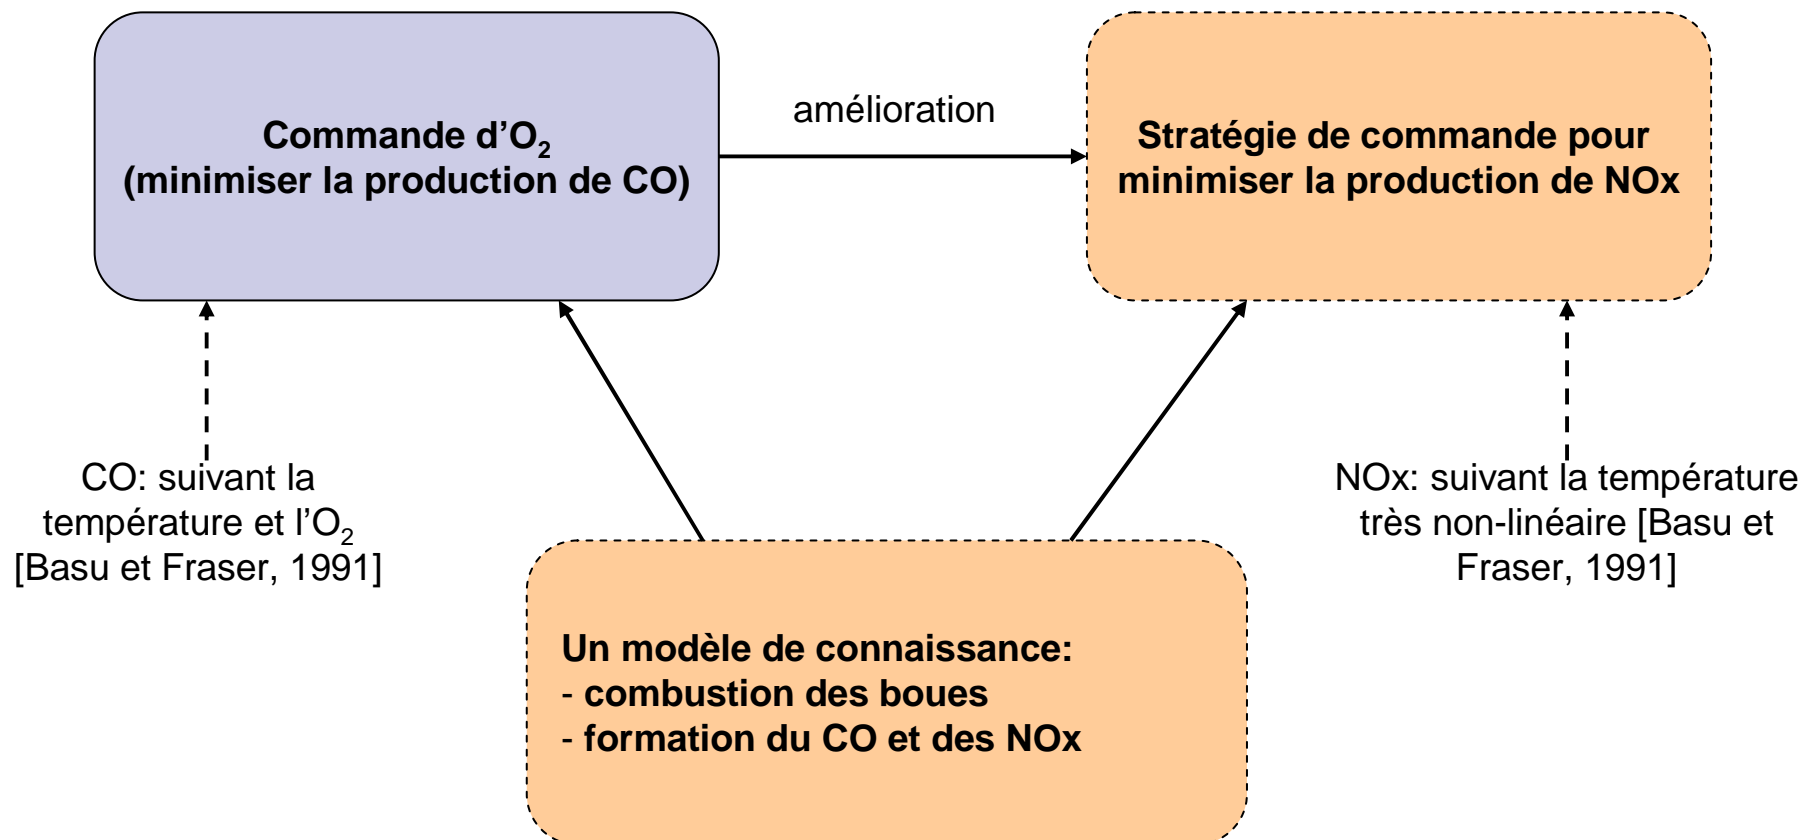 Commande d’O₂
(minimiser la production de CO)
amélioration
Stratégie de commande pour
minimiser la production de NOx
CO: suivant la
température et l’O₂
[Basu et Fraser, 1991]
NOx: suivant la température
très non-linéaire [Basu et
Fraser, 1991]
Un modèle de connaissance:
- combustion des boues
- formation du CO et des NOx